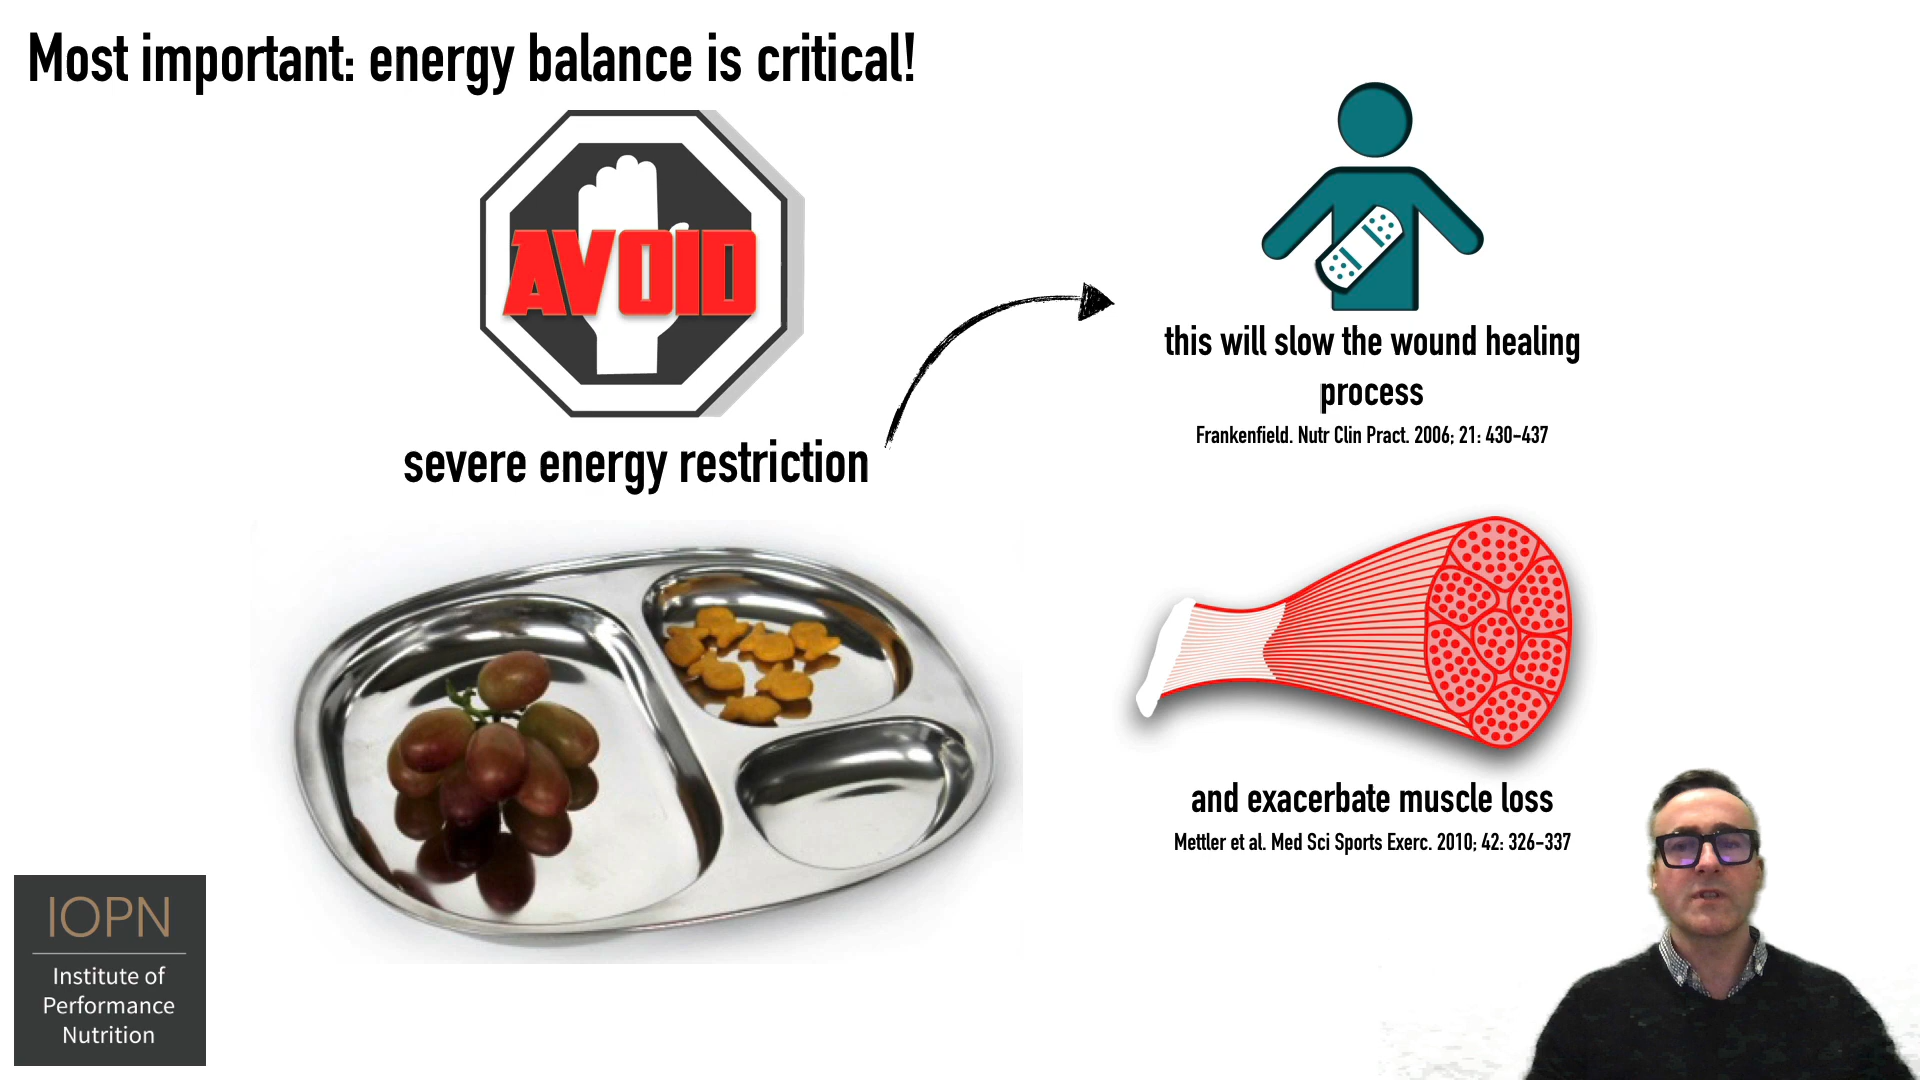 Most important: energy balance is critical!
AVOID
severe energy restriction
this will slow the wound healing
process
Frankenfield. Nutr Clin Pract. 2006; 21: 430-437
and exacerbate muscle loss
Mettler et al. Med Sci Sports Exerc. 2010; 42: 326-337
IOPN
Institute of
Performance
Nutrition